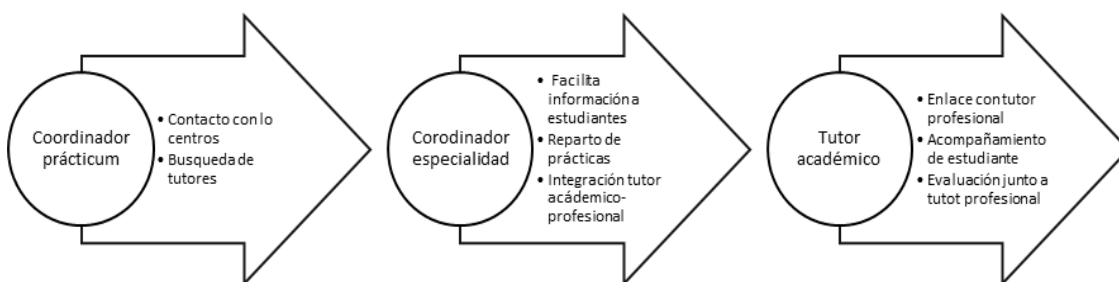 Coordinador
prácticum
• Contacto con lo
centros
• Busqueda de
tutores
Corodinador
especialidad
• Facilita
información a
estudiantes
• Reparto de
prácticas
• Integración tutor
acádemico-
profesional
Tutor
académico
• Enlace con tutor
profesional
• Acompañamiento
de estudiante
• Evaluación junto a
tutot profesional